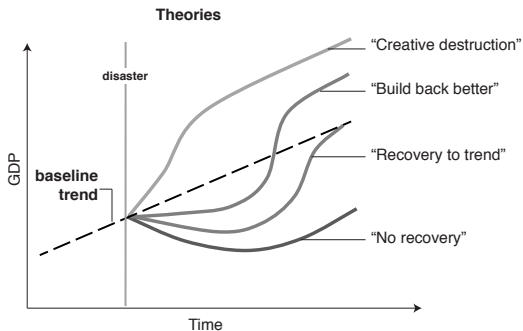 Theories
“Creative destruction”
disaster
“Build back better”
“Recovery to trend”
GDP
baseline
trend
“No recovery”
Time